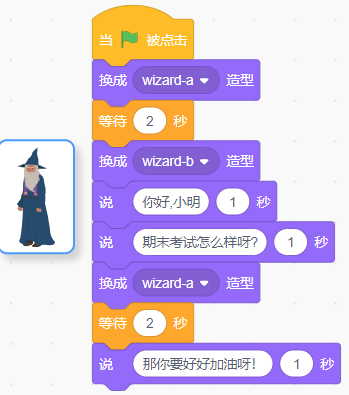 当 被点击
换成 wizard-a 造型
等待 2 秒
换成 wizard-b 造型
说 你好,小明 1 秒
说 期末考试怎么样呀? 1 秒
换成 wizard-a 造型
等待 2 秒
说 那你要好好加油呀! 1 秒